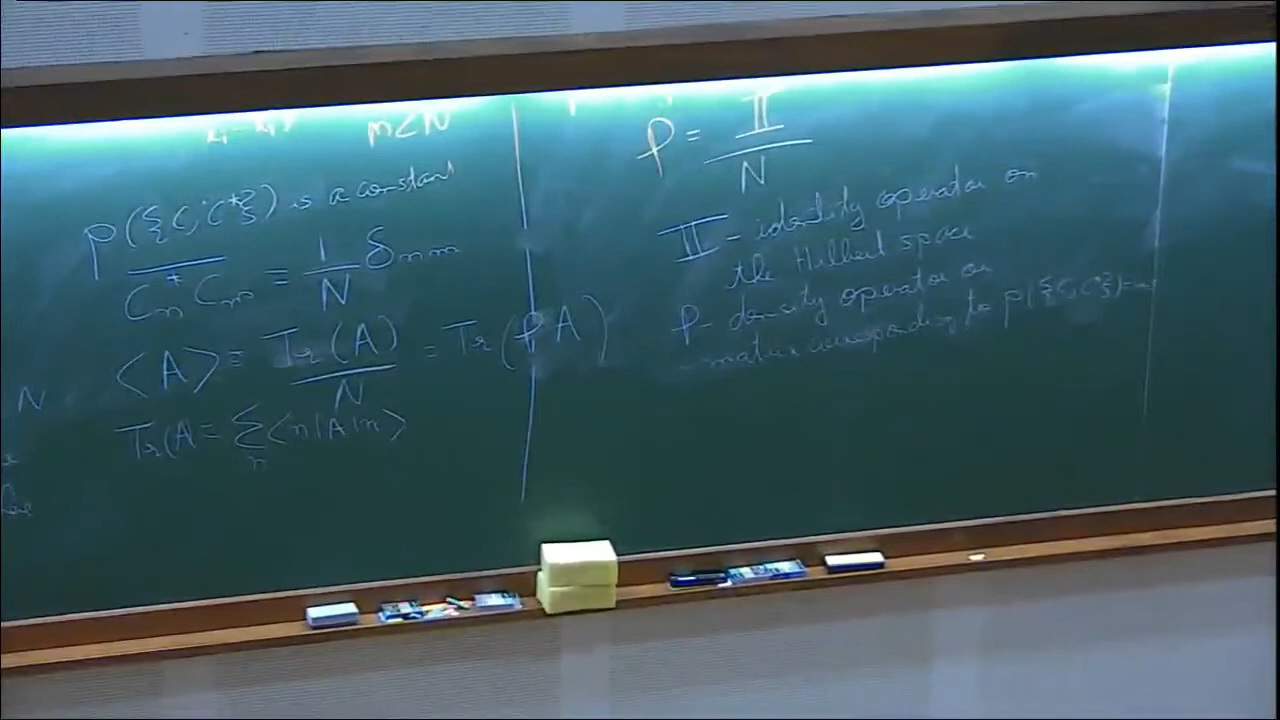 n<N
P({C,C*}) is a constant
C*ₙ Cₘ = 1/N δₙₘ
<A> = Tr(A)/N = Tr(ρA)
Tr(A = Σₙ <n|A|n>
N
ρ = 𝕀/N
𝕀 - identity operator on
the Hilbert space
ρ - density operator or
matrix corresponding to P({C,C*})